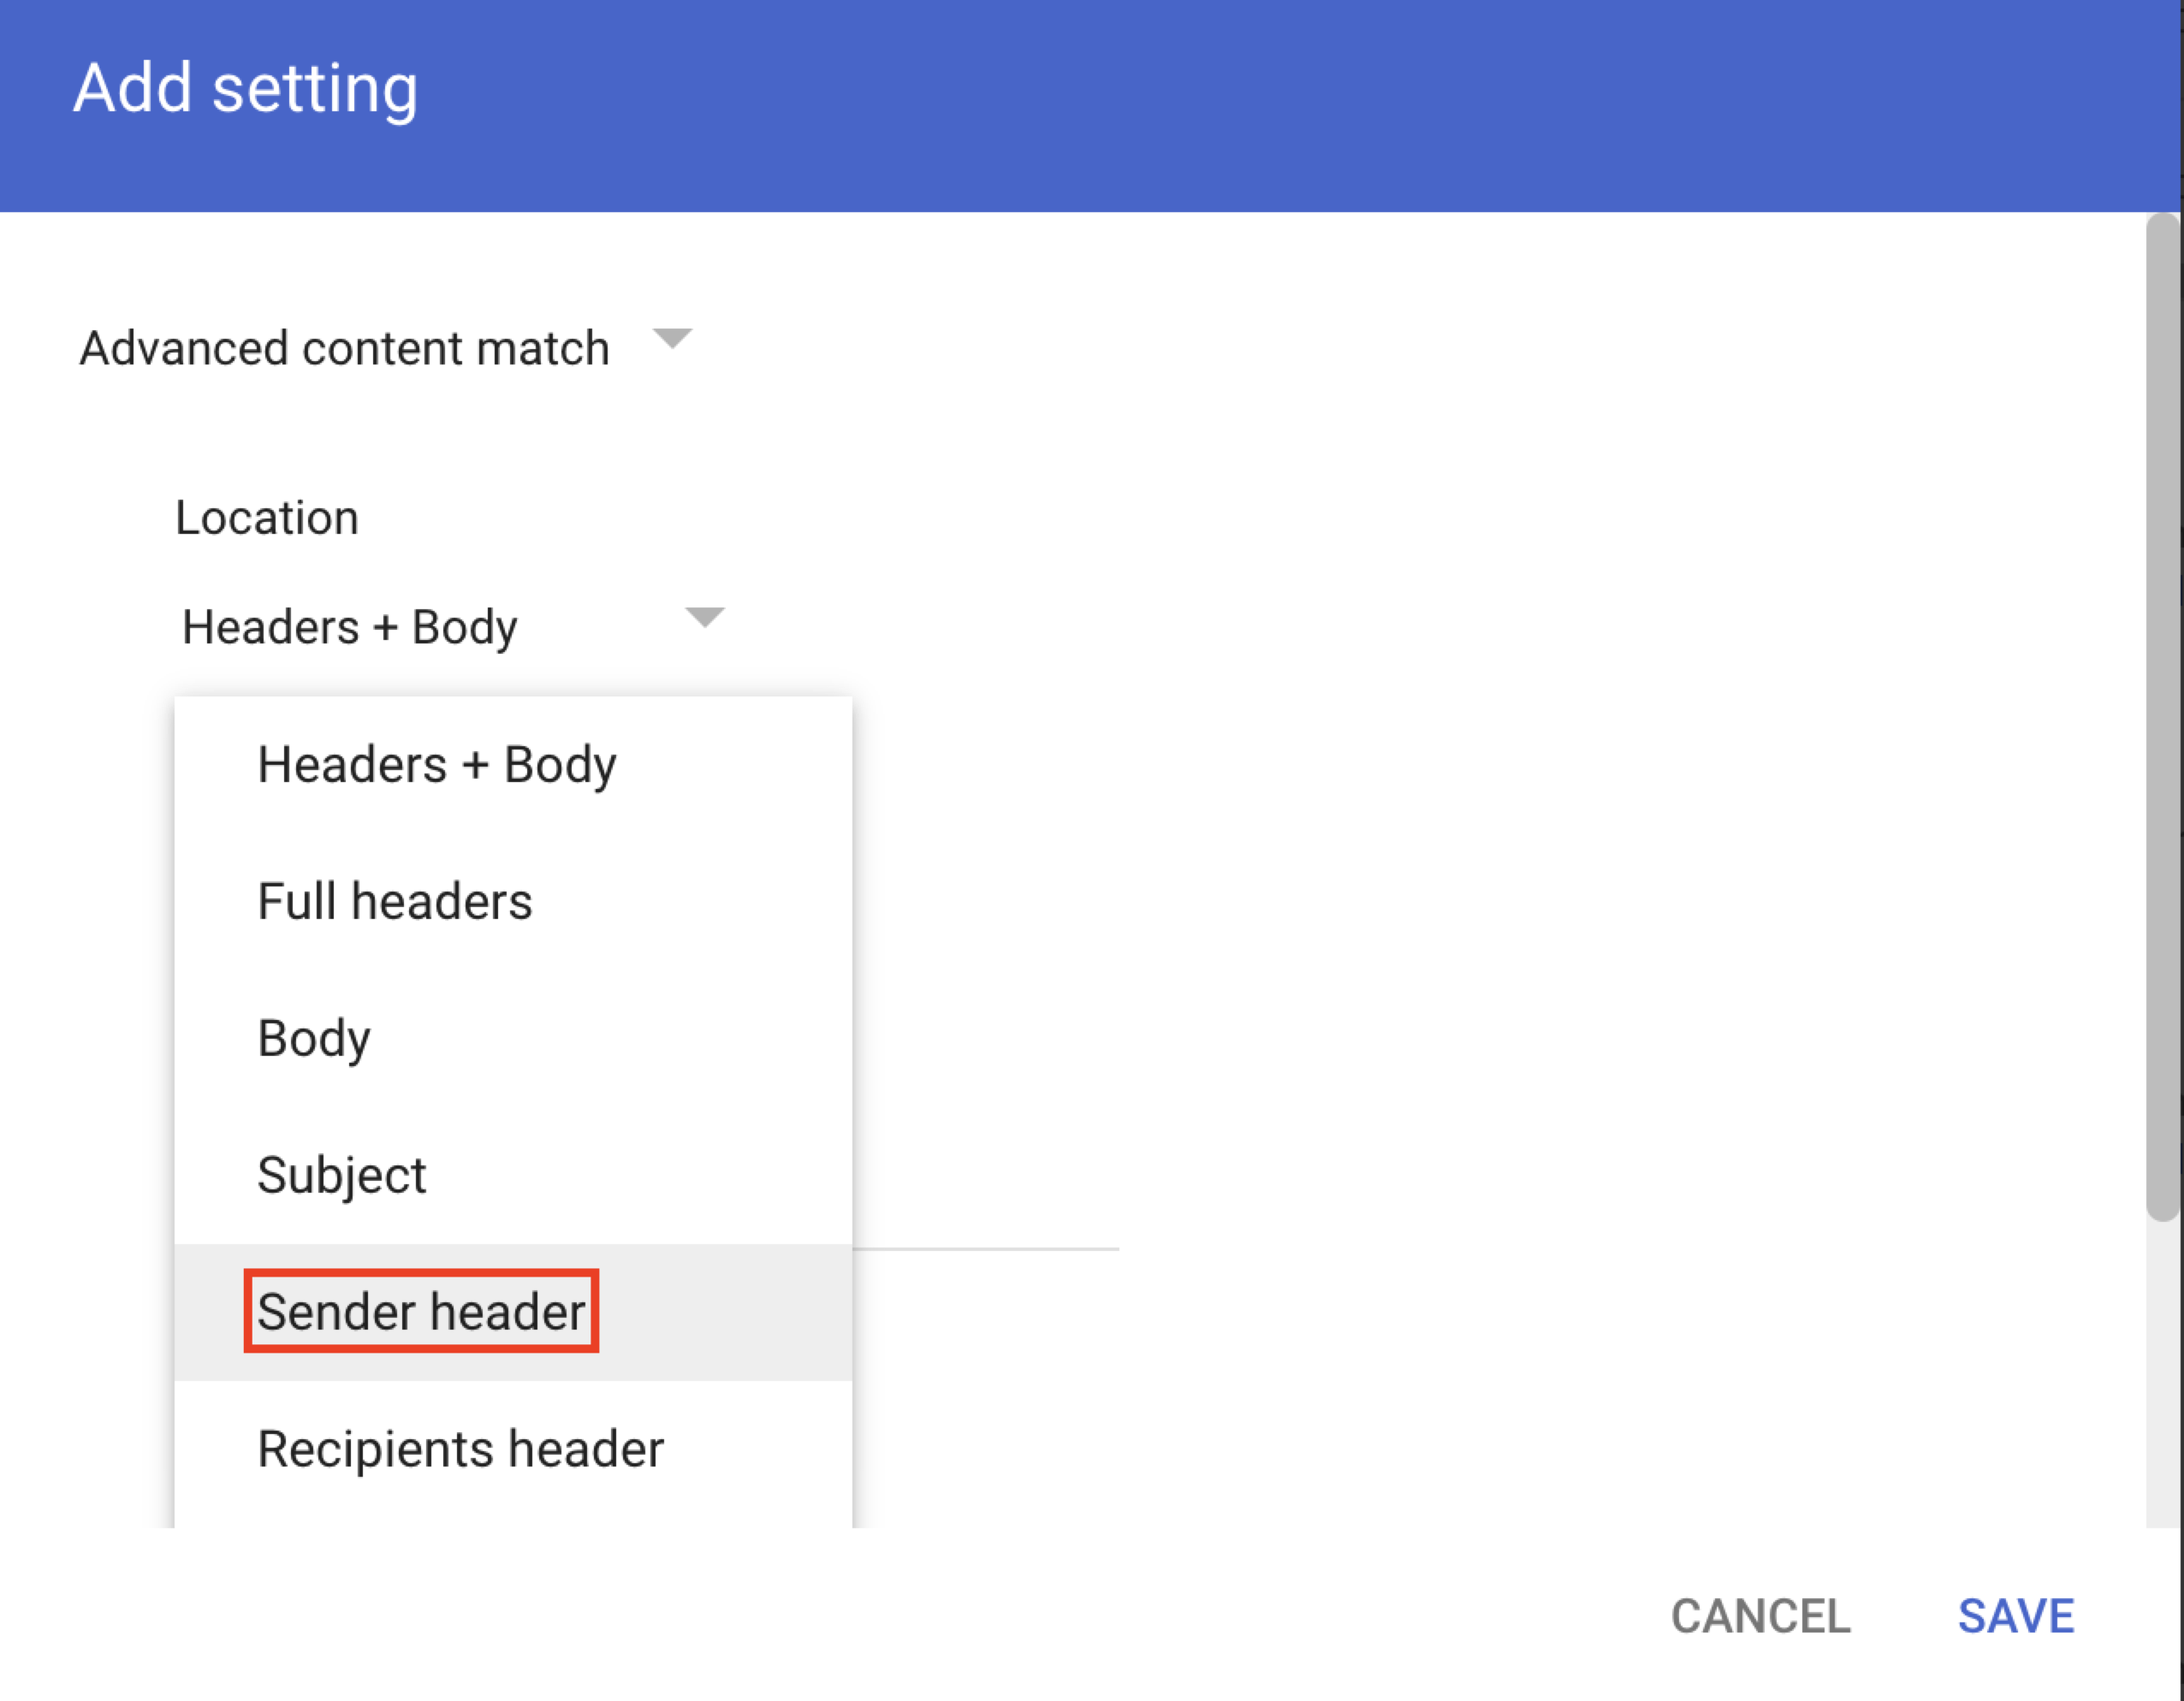 Add setting
Advanced content match
Location
Headers + Body
Headers + Body
Full headers
Body
Subject
Sender header
Recipients header
CANCEL SAVE